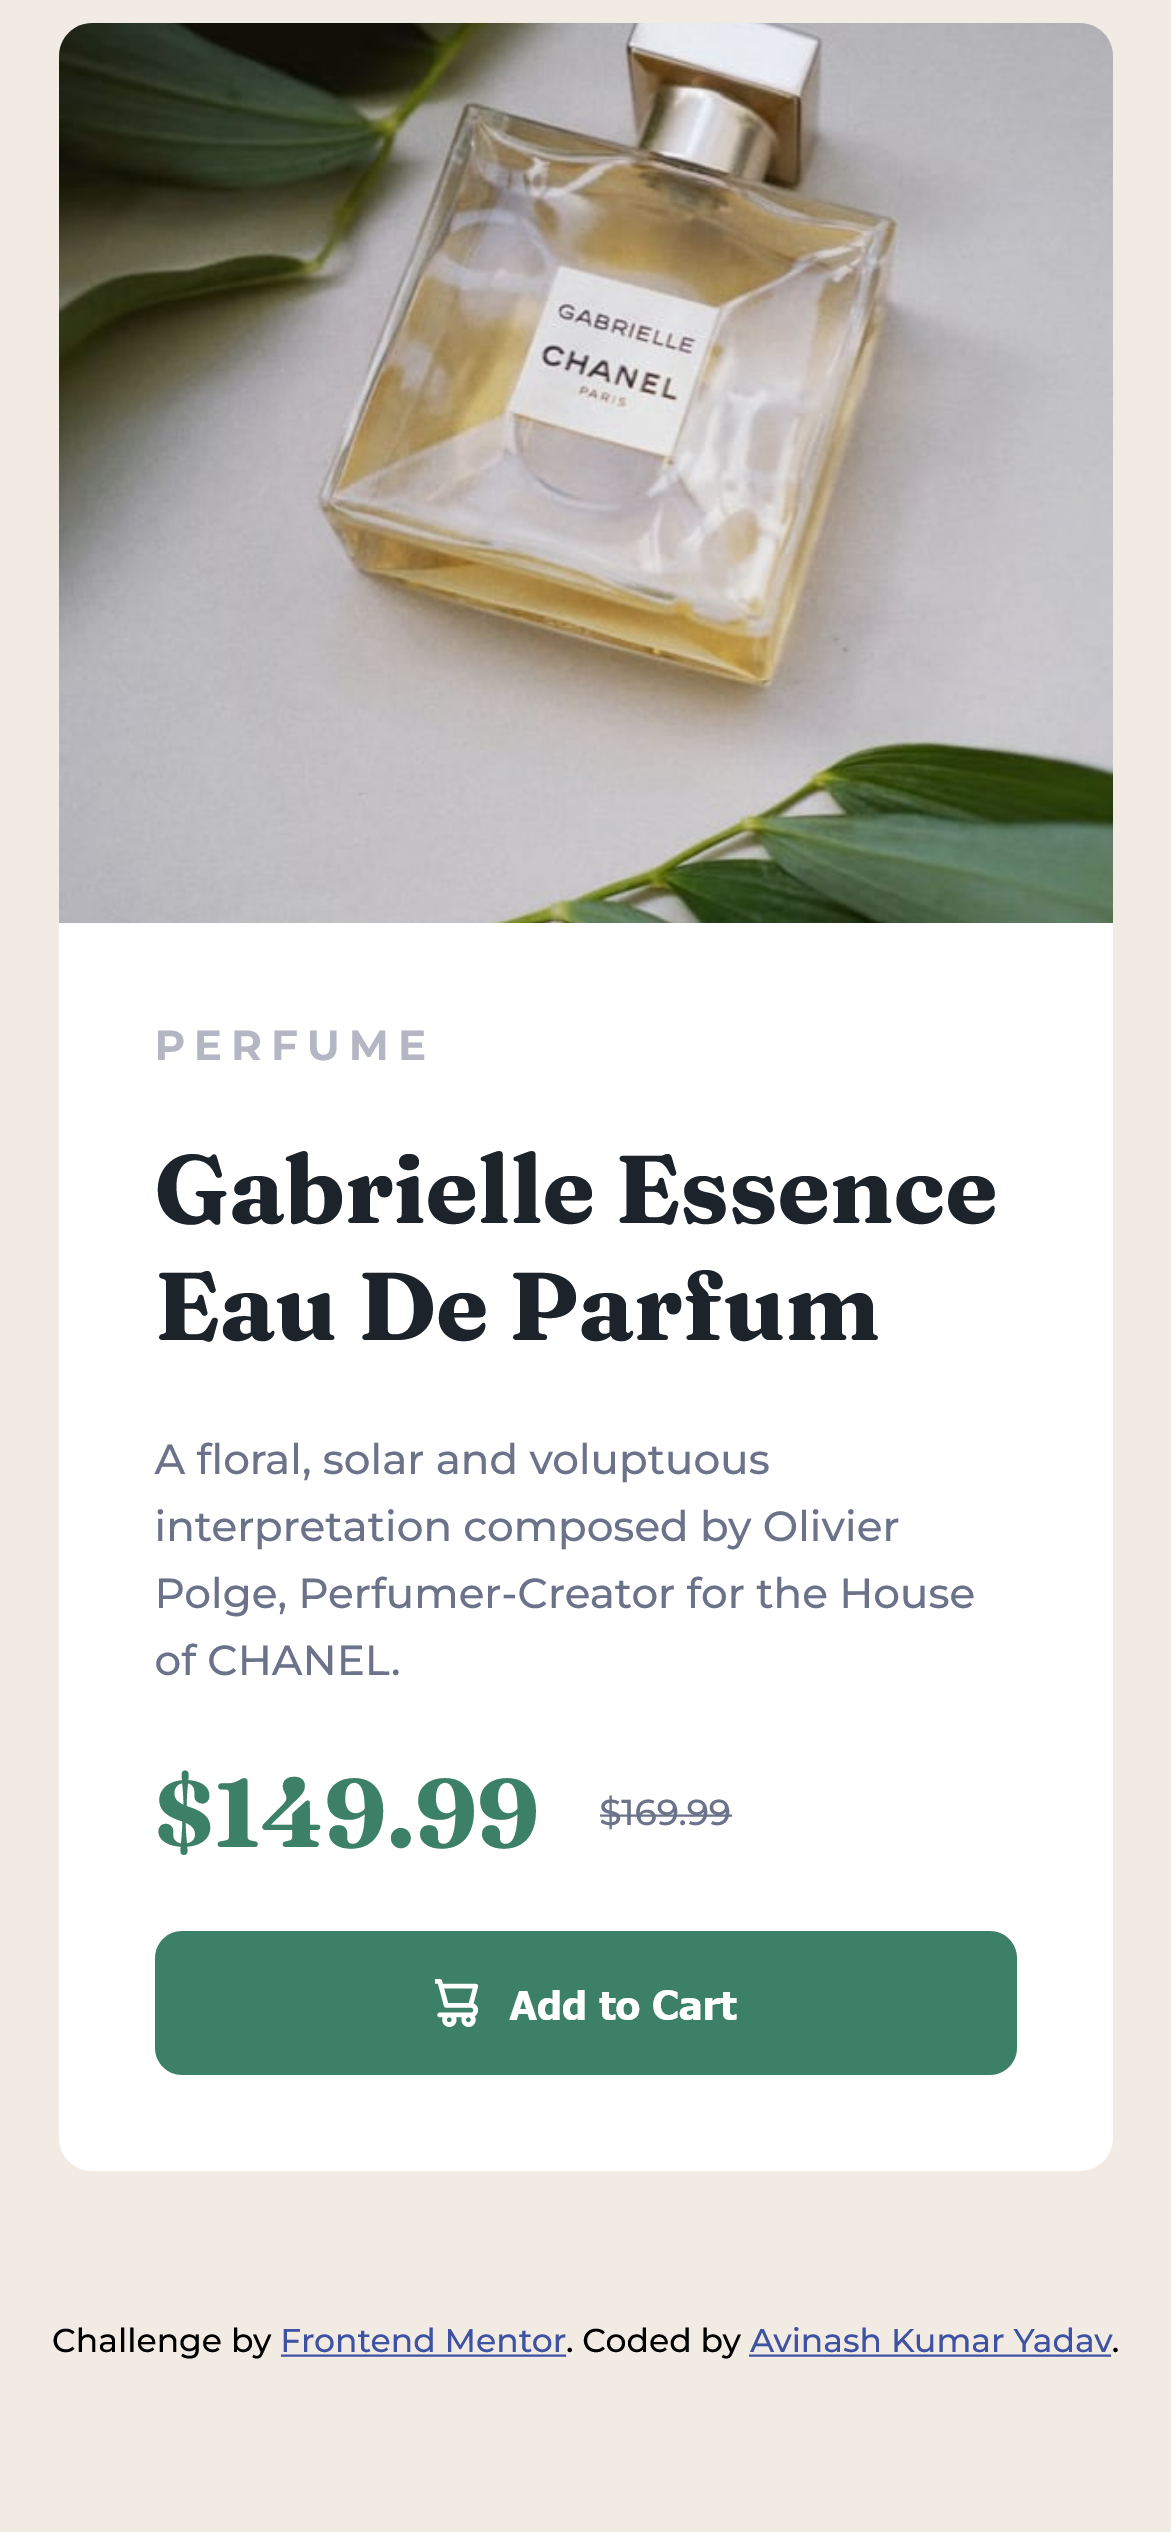 GABRIELLE
CHANEL
PARIS
PERFUME
Gabrielle Essence
Eau De Parfum
A floral, solar and voluptuous
interpretation composed by Olivier
Polge, Perfumer-Creator for the House
of CHANEL.
$149.99 $169.99
Add to Cart
Challenge by Frontend Mentor. Coded by Avinash Kumar Yadav.